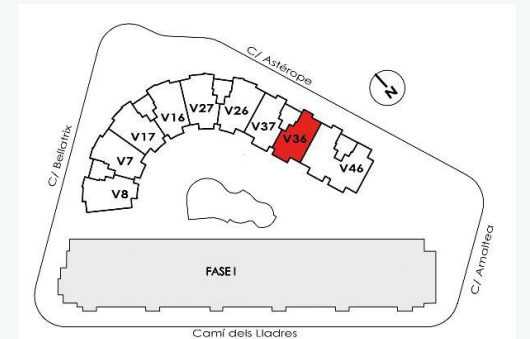 C/ Astérope
N
V27
V26
V16
V37
V17
V36
V7
V46
V8
C/ Bellatrix
C/ Amaltea
FASE I
Camí dels Lladres